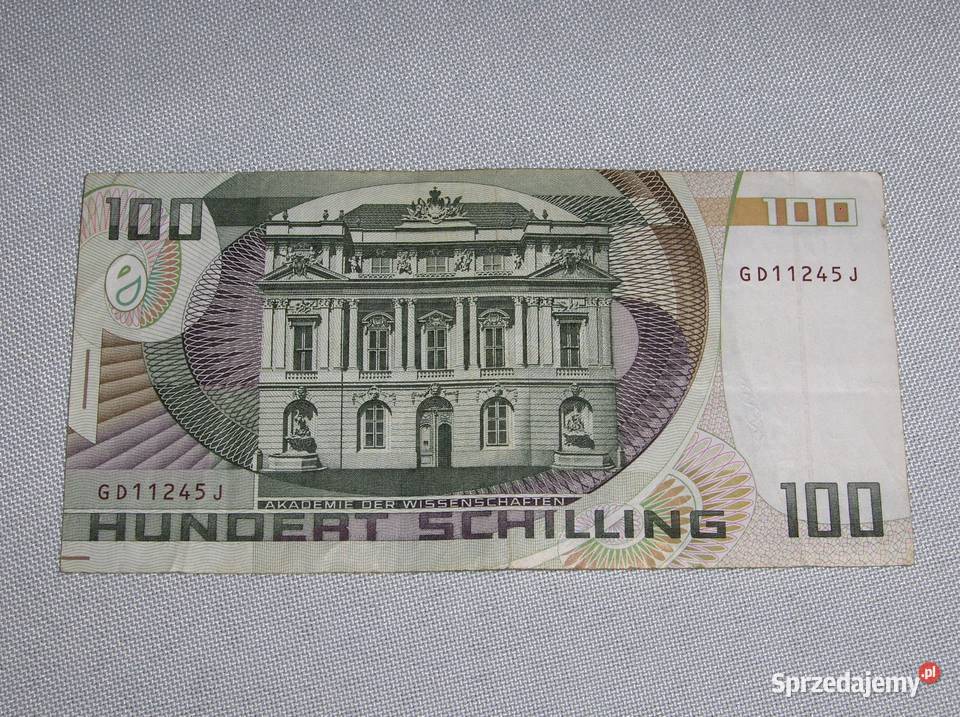 100
100
GD11245J
GD11245J
AKADEMIE DER WISSENSCHAFTEN
HUNDERT SCHILLING
100
Sprzedajemy.pl